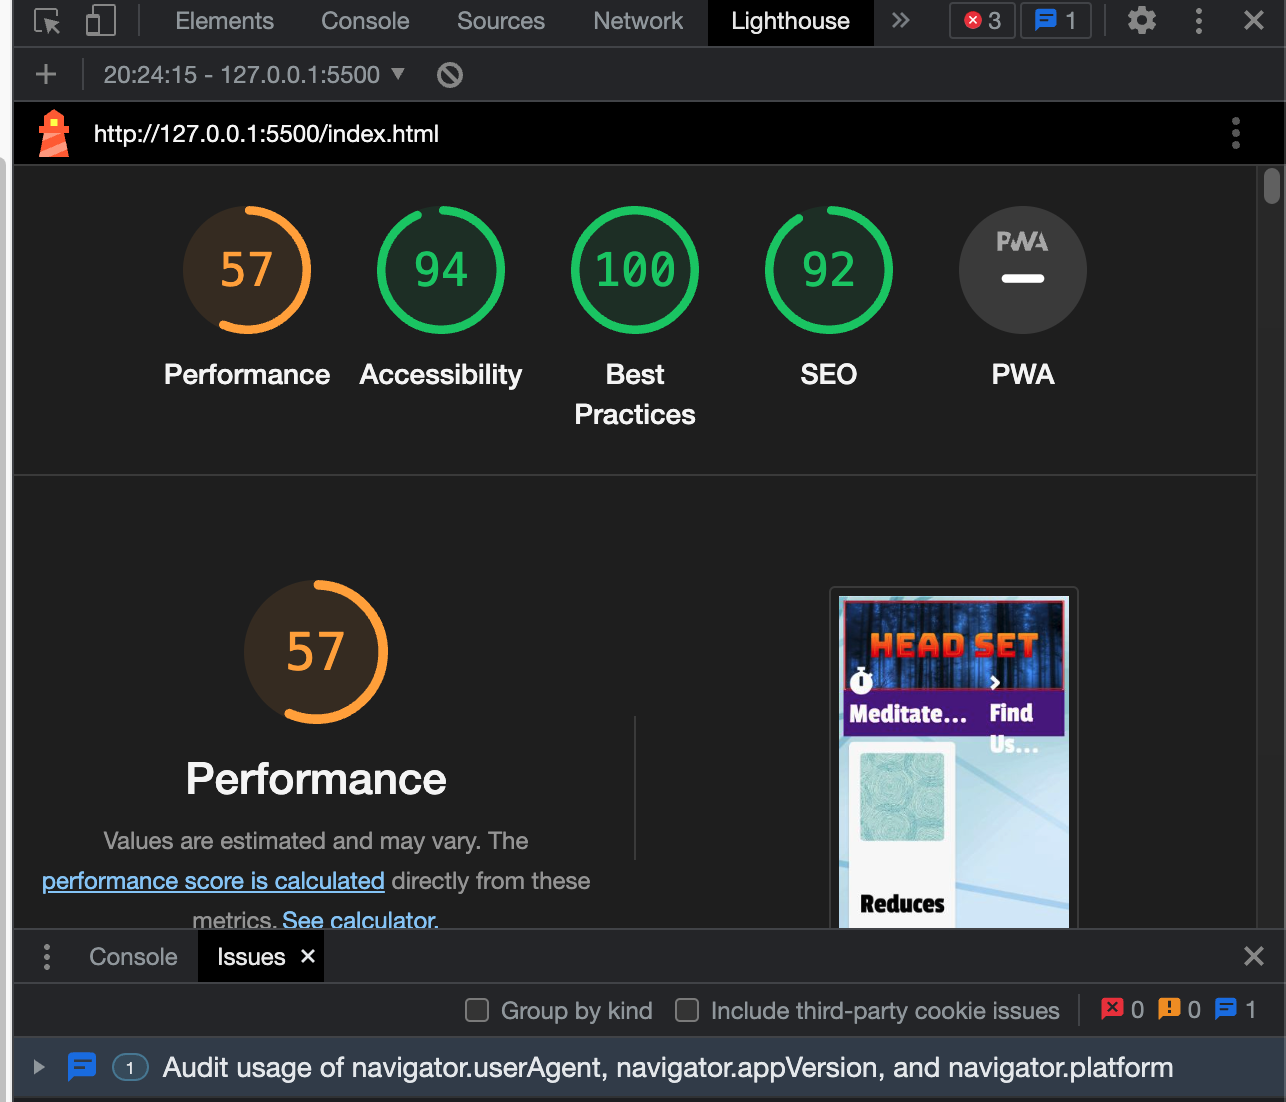 Elements Console Sources Network Lighthouse 3 1
20:24:15 - 127.0.0.1:5500
http://127.0.0.1:5500/index.html
57 94 100 92 PWA
Performance Accessibility Best Practices SEO PWA
57
Performance
Values are estimated and may vary. The
performance score is calculated directly from these
metrics. See calculator.
HEAD SET
Meditate... Find
Us...
Reduces
Console Issues
Group by kind Include third-party cookie issues 0 0 1
1 Audit usage of navigator.userAgent, navigator.appVersion, and navigator.platform